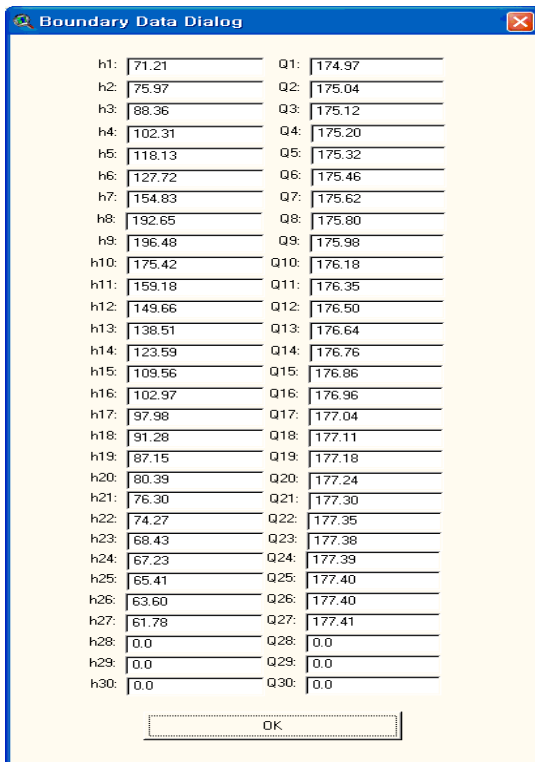 Boundary Data Dialog
h1: 71.21 Q1: 174.97
h2: 75.97 Q2: 175.04
h3: 88.36 Q3: 175.12
h4: 102.31 Q4: 175.20
h5: 118.13 Q5: 175.32
h6: 127.72 Q6: 175.46
h7: 154.83 Q7: 175.62
h8: 192.65 Q8: 175.80
h9: 196.48 Q9: 175.98
h10: 175.42 Q10: 176.18
h11: 159.18 Q11: 176.35
h12: 149.66 Q12: 176.50
h13: 138.51 Q13: 176.64
h14: 123.59 Q14: 176.76
h15: 109.56 Q15: 176.86
h16: 102.97 Q16: 176.96
h17: 97.98 Q17: 177.04
h18: 91.28 Q18: 177.11
h19: 87.15 Q19: 177.18
h20: 80.39 Q20: 177.24
h21: 76.30 Q21: 177.30
h22: 74.27 Q22: 177.35
h23: 68.43 Q23: 177.38
h24: 67.23 Q24: 177.39
h25: 65.41 Q25: 177.40
h26: 63.60 Q26: 177.40
h27: 61.78 Q27: 177.41
h28: 0.0 Q28: 0.0
h29: 0.0 Q29: 0.0
h30: 0.0 Q30: 0.0
OK